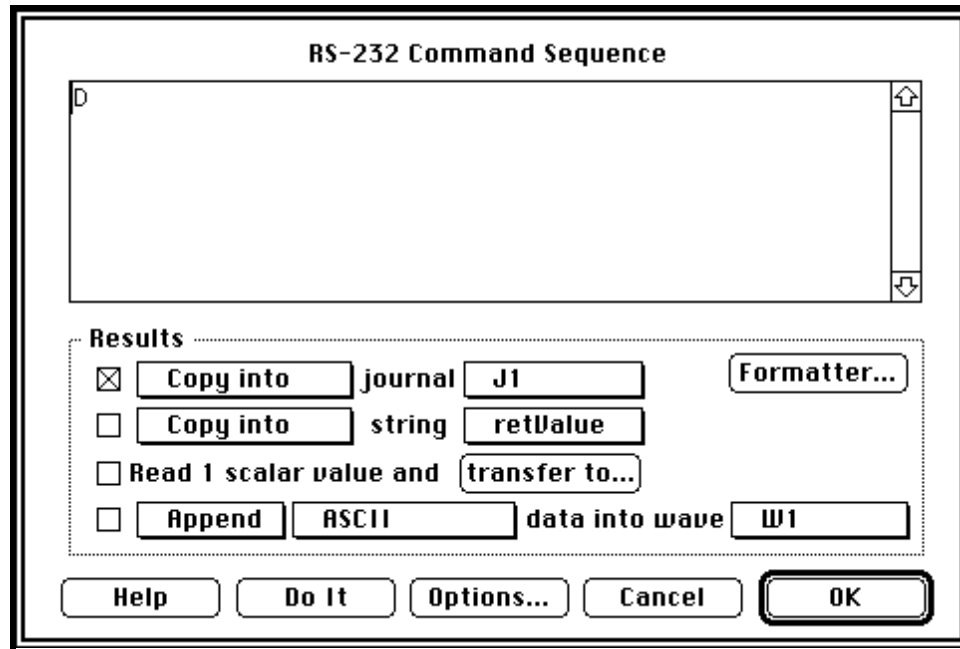 RS-232 Command Sequence
D
Results
Copy into journal J1 Formatter...
Copy into string retValue
Read 1 scalar value and transfer to...
Append ASCII data into wave W1
Help Do It Options... Cancel OK